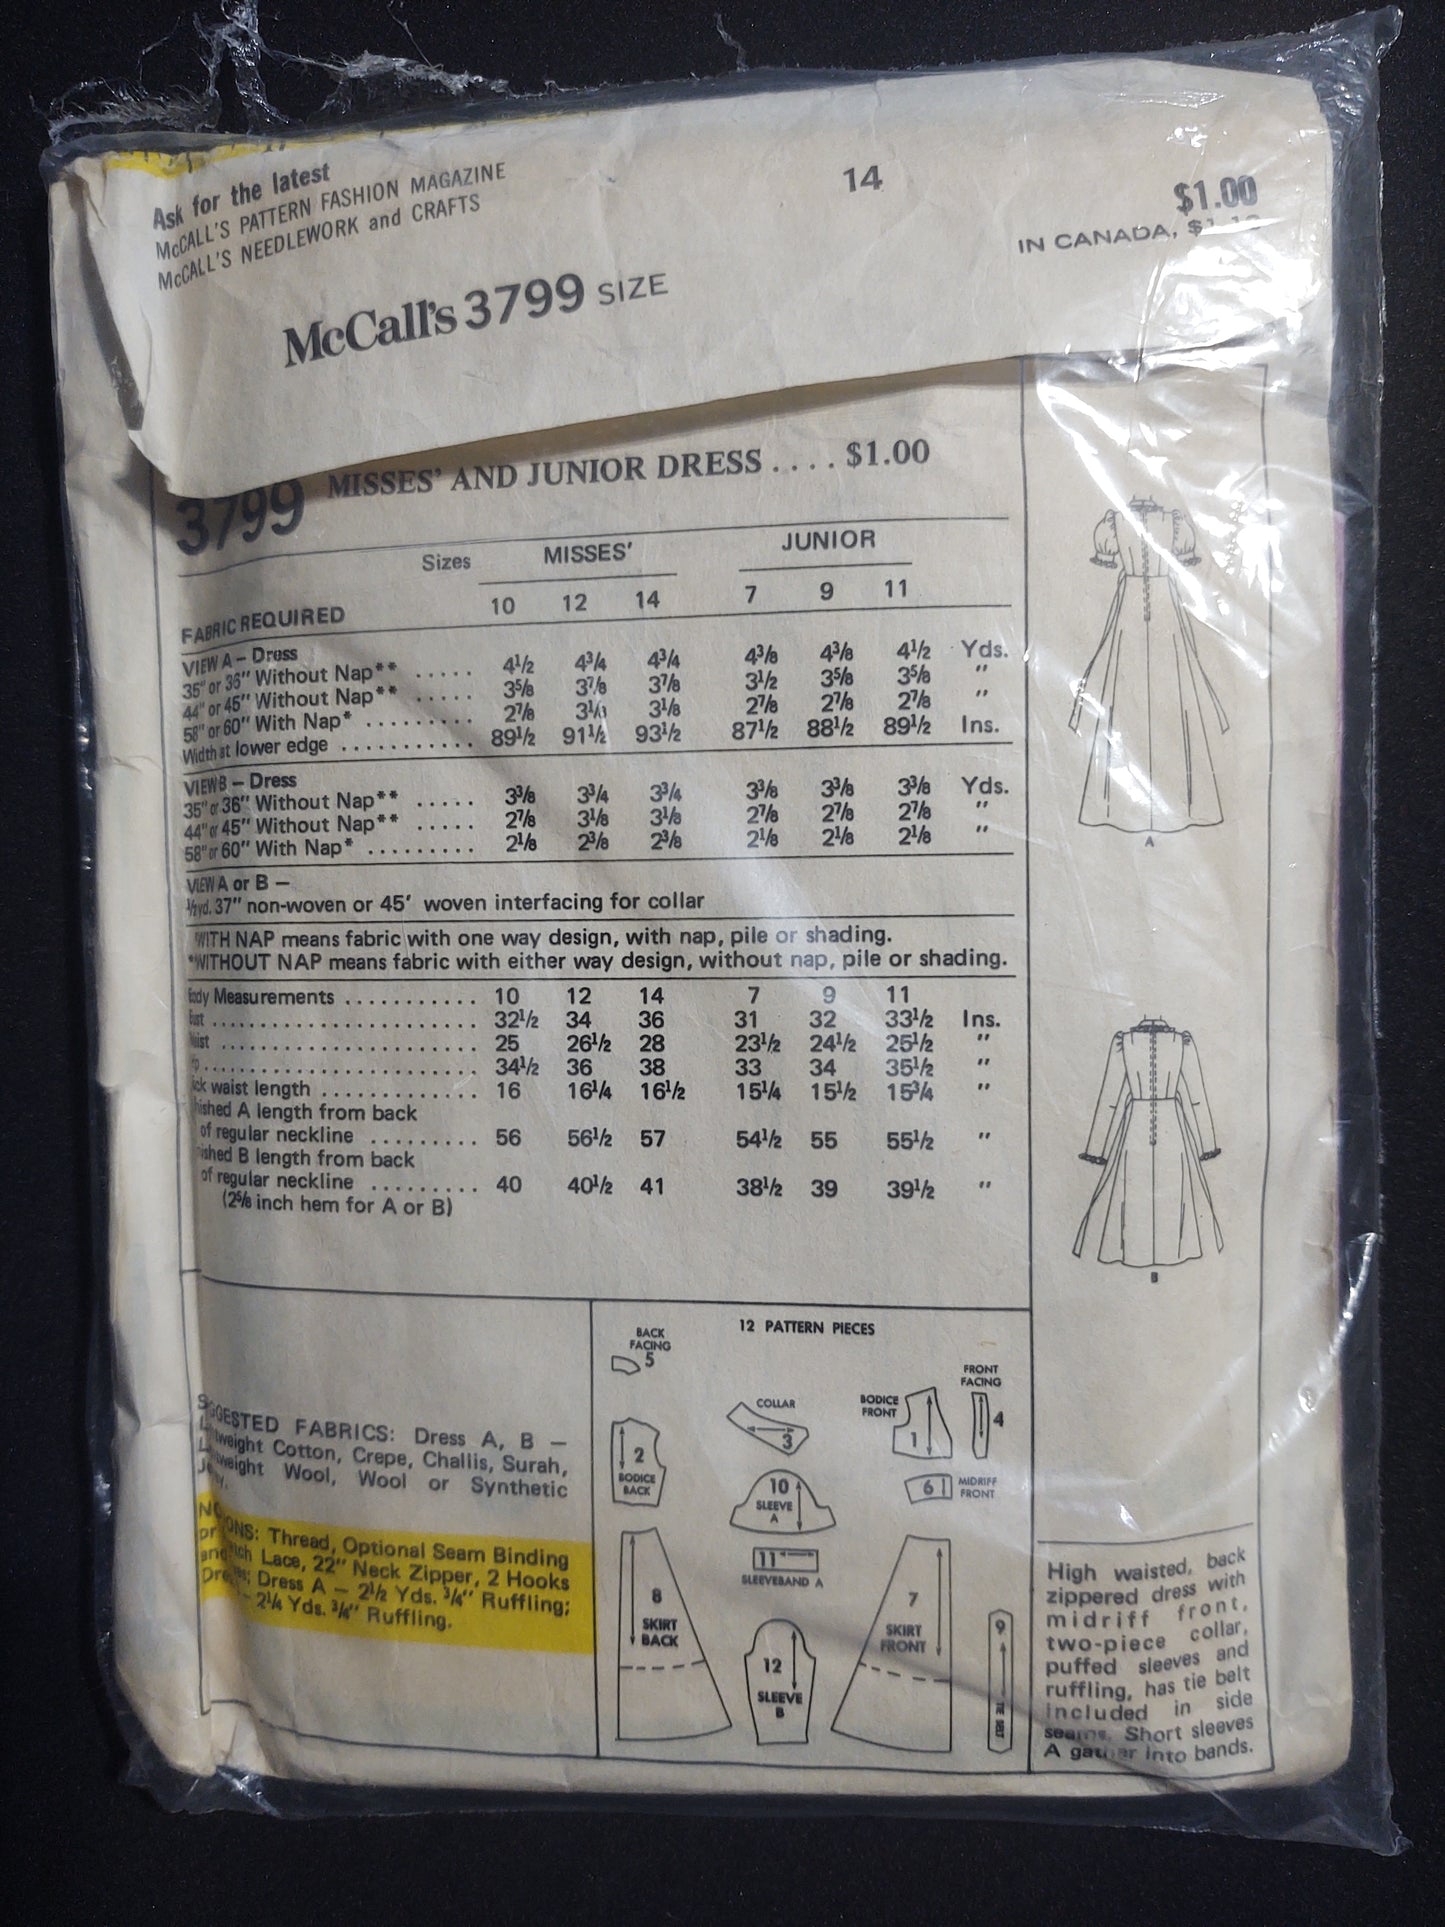 Ask for the latest
McCALL'S PATTERN FASHION MAGAZINE
McCALL'S NEEDLEWORK and CRAFTS
14
$1.00
IN CANADA,
McCall's 3799 SIZE
3799 MISSES' AND JUNIOR DRESS .... $1.00
Sizes MISSES' JUNIOR
FABRIC REQUIRED 10 12 14 7 9 11
VIEW A – Dress
35" or 36" Without Nap** ..... 4½ 4¾ 4¾ 4⅜ 4⅜ 4½ Yds.
44" or 45" Without Nap** ..... 3⅝ 3⅞ 3⅞ 3½ 3⅝ 3⅝ "
58" or 60" With Nap* ......... 2⅞ 3⅛ 3⅛ 2⅞ 2⅞ 2⅞ "
Width at lower edge ........... 89½ 91½ 93½ 87½ 88½ 89½ Ins.
VIEW B – Dress
35" or 36" Without Nap** ..... 3⅜ 3¾ 3¾ 3⅜ 3⅜ 3⅜ Yds.
44" or 45" Without Nap** ..... 2⅞ 3⅛ 3⅛ 2⅞ 2⅞ 2⅞ "
58" or 60" With Nap* ......... 2⅛ 2⅜ 2⅜ 2⅛ 2⅛ 2⅛ "
VIEW A or B –
½ yd. 37" non-woven or 45' woven interfacing for collar
*WITH NAP means fabric with one way design, with nap, pile or shading.
*WITHOUT NAP means fabric with either way design, without nap, pile or shading.
Body Measurements ........... 10 12 14 7 9 11
Bust ........................ 32½ 34 36 31 32 33½ Ins.
Waist ....................... 25 26½ 28 23½ 24½ 25½ "
........................ 34½ 36 38 33 34 35½ "
waist length ............. 16 16¼ 16½ 15¼ 15½ 15¾ "
A length from back
of regular neckline ......... 56 56½ 57 54½ 55 55½ "
B length from back
of regular neckline ......... 40 40½ 41 38½ 39 39½ "
(2⅝ inch hem for A or B)
A
B
SUGGESTED FABRICS: Dress A, B –
Lightweight Cotton, Crepe, Challis, Surah,
Lightweight Wool, Wool or Synthetic
NOTIONS: Thread, Optional Seam Binding
or Stretch Lace, 22" Neck Zipper, 2 Hooks
and Dress A – 2½ Yds. ¾" Ruffling;
– 2¼ Yds. ¾" Ruffling.
12 PATTERN PIECES
BACK
FACING
5
COLLAR
3
BODICE
FRONT
1
FRONT
FACING
4
2
BODICE
BACK
10
SLEEVE
A
6 MIDRIFF
FRONT
11
SLEEVEBAND A
8
SKIRT
BACK
12
SLEEVE
B
7
SKIRT
FRONT
9
TIE BELT
High waisted, back
zippered dress with
midriff front,
two-piece collar,
puffed sleeves and
ruffling, has tie belt
included in side
seams. Short sleeves
A gather into bands.